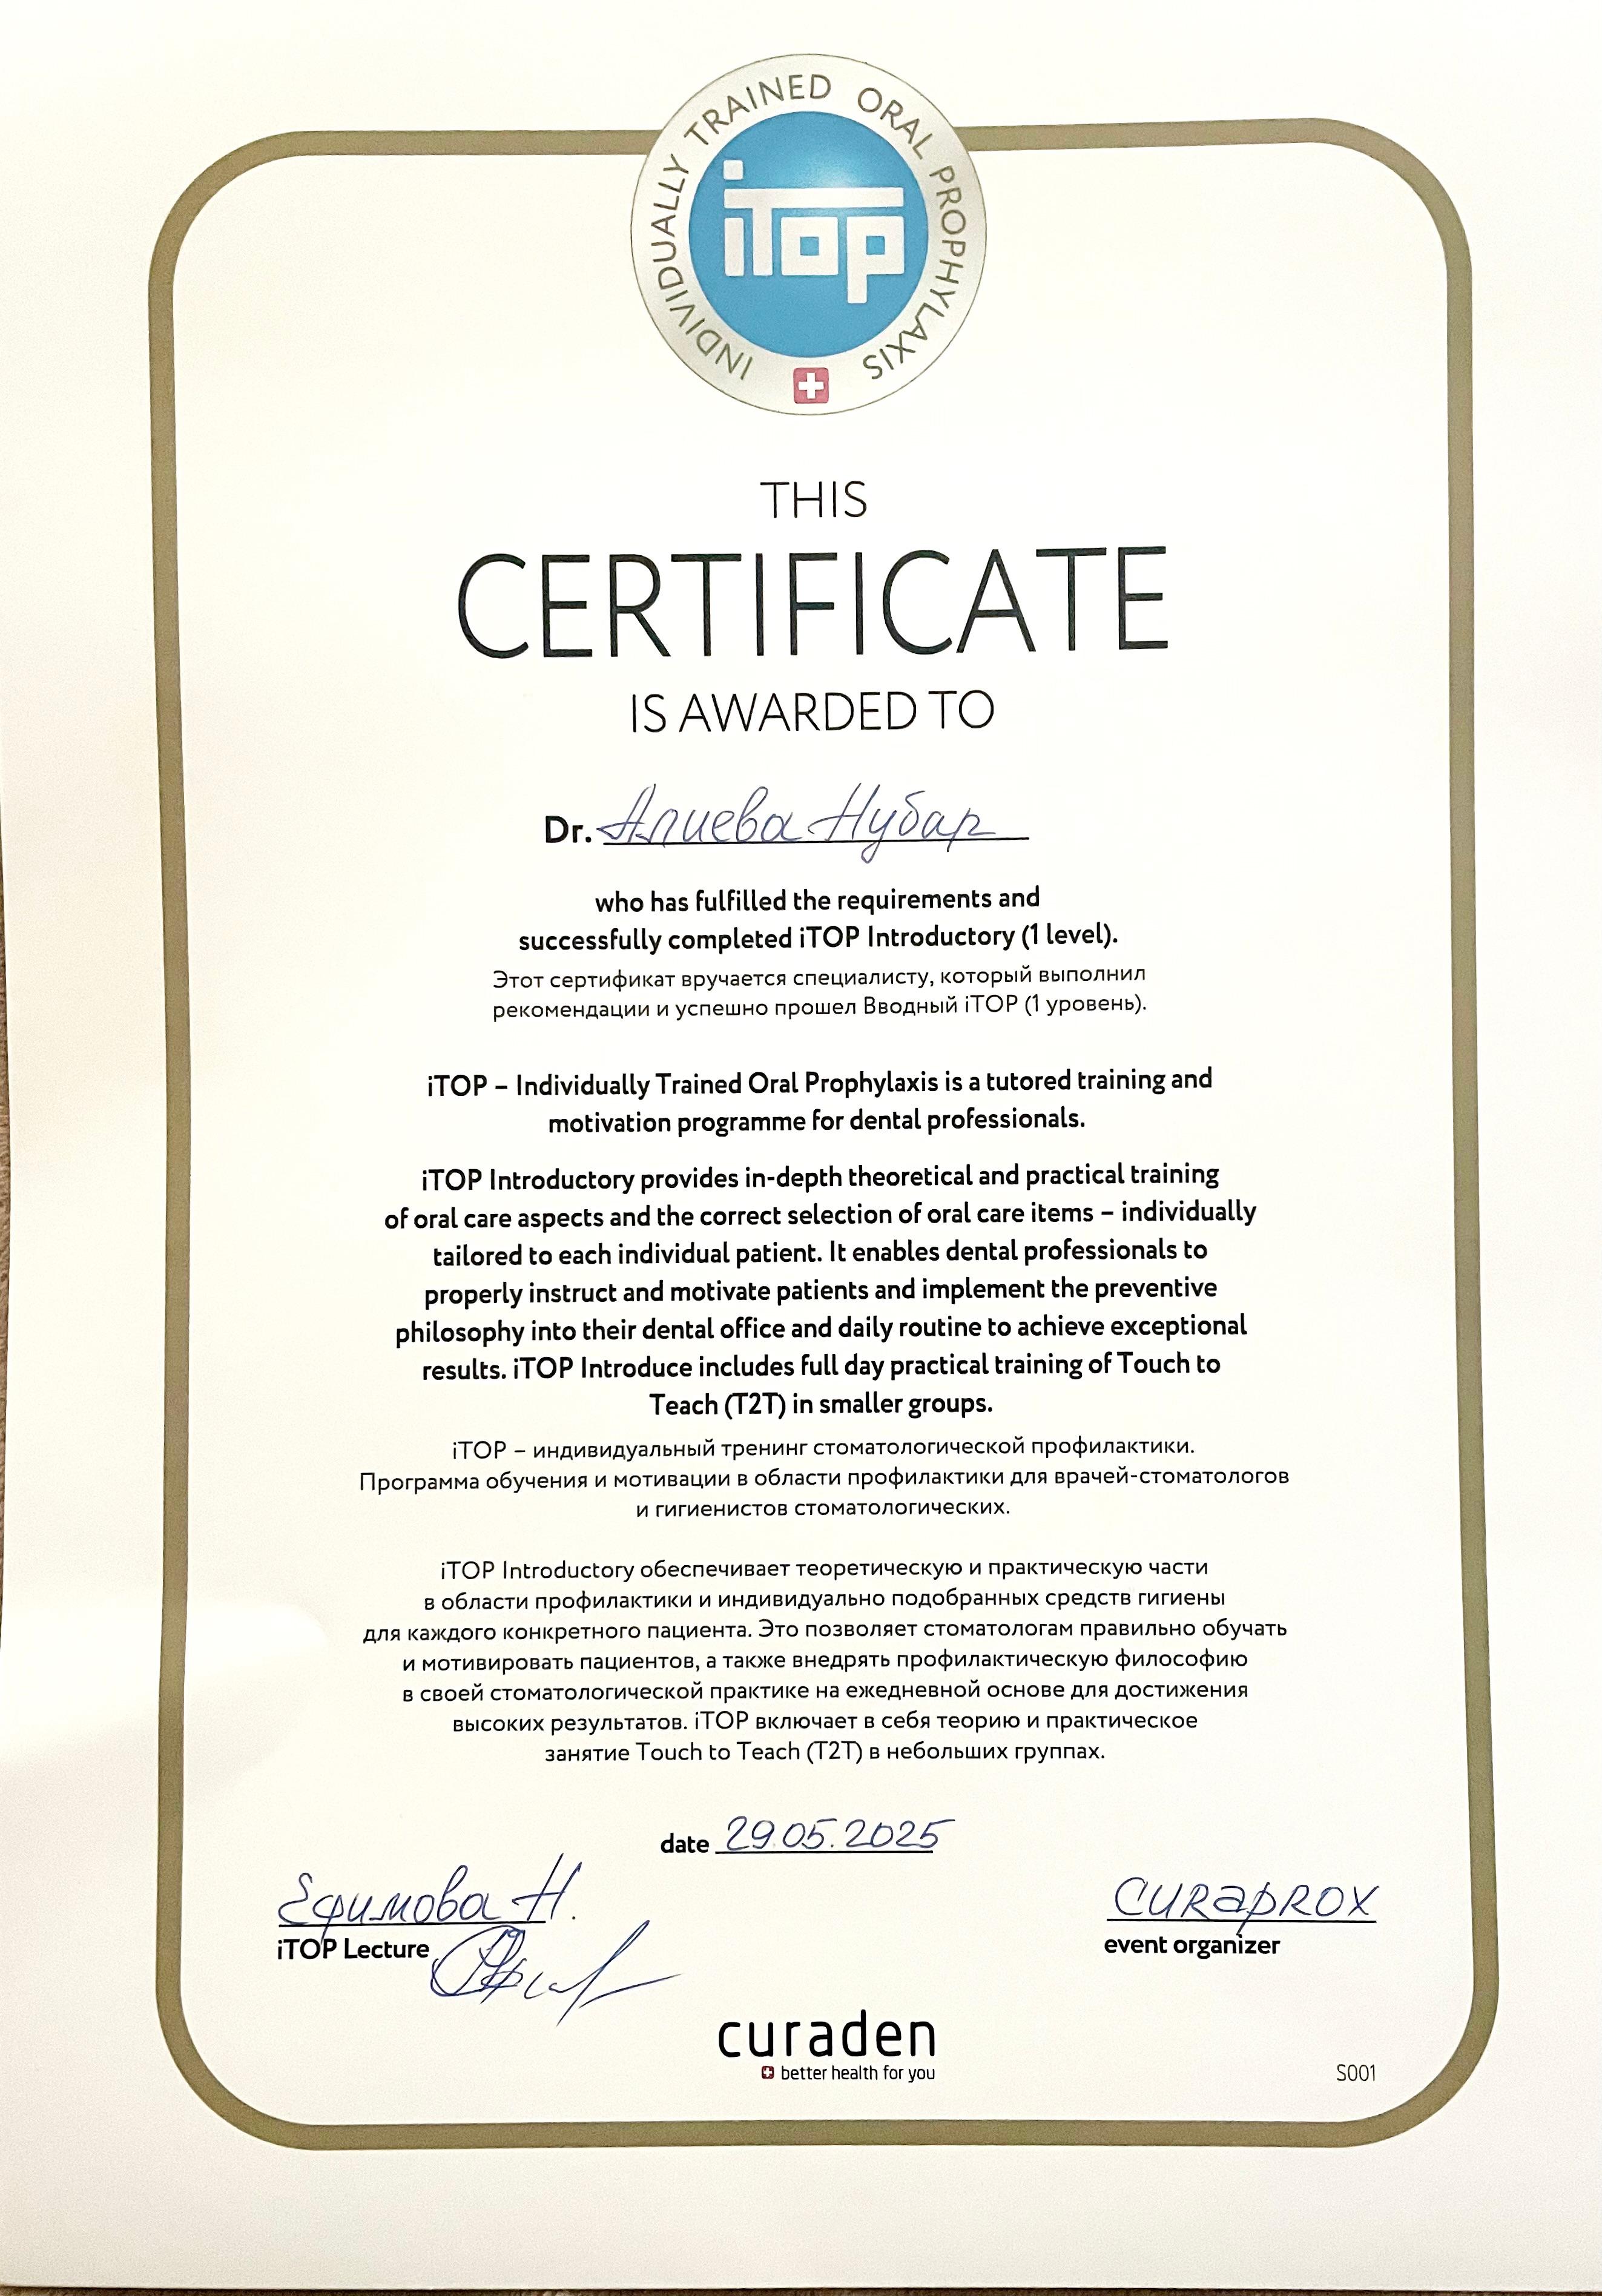 INDIVIDUALLY TRAINED ORAL PROPHYLAXIS
iTop
THIS
CERTIFICATE
IS AWARDED TO
Dr. Алиева Нубар
who has fulfilled the requirements and
successfully completed iTOP Introductory (1 level).
Этот сертификат вручается специалисту, который выполнил
рекомендации и успешно прошел Вводный iTOP (1 уровень).
iTOP – Individually Trained Oral Prophylaxis is a tutored training and
motivation programme for dental professionals.
iTOP Introductory provides in-depth theoretical and practical training
of oral care aspects and the correct selection of oral care items – individually
tailored to each individual patient. It enables dental professionals to
properly instruct and motivate patients and implement the preventive
philosophy into their dental office and daily routine to achieve exceptional
results. iTOP Introduce includes full day practical training of Touch to
Teach (T2T) in smaller groups.
iTOP – индивидуальный тренинг стоматологической профилактики.
Программа обучения и мотивации в области профилактики для врачей-стоматологов
и гигиенистов стоматологических.
iTOP Introductory обеспечивает теоретическую и практическую части
в области профилактики и индивидуально подобранных средств гигиены
для каждого конкретного пациента. Это позволяет стоматологам правильно обучать
и мотивировать пациентов, а также внедрять профилактическую философию
в своей стоматологической практике на ежедневной основе для достижения
высоких результатов. iTOP включает в себя теорию и практическое
занятие Touch to Teach (T2T) в небольших группах.
date 29.05.2025
Ефимова Н.
iTOP Lecture
CURAPROX
event organizer
curaden
better health for you
S001